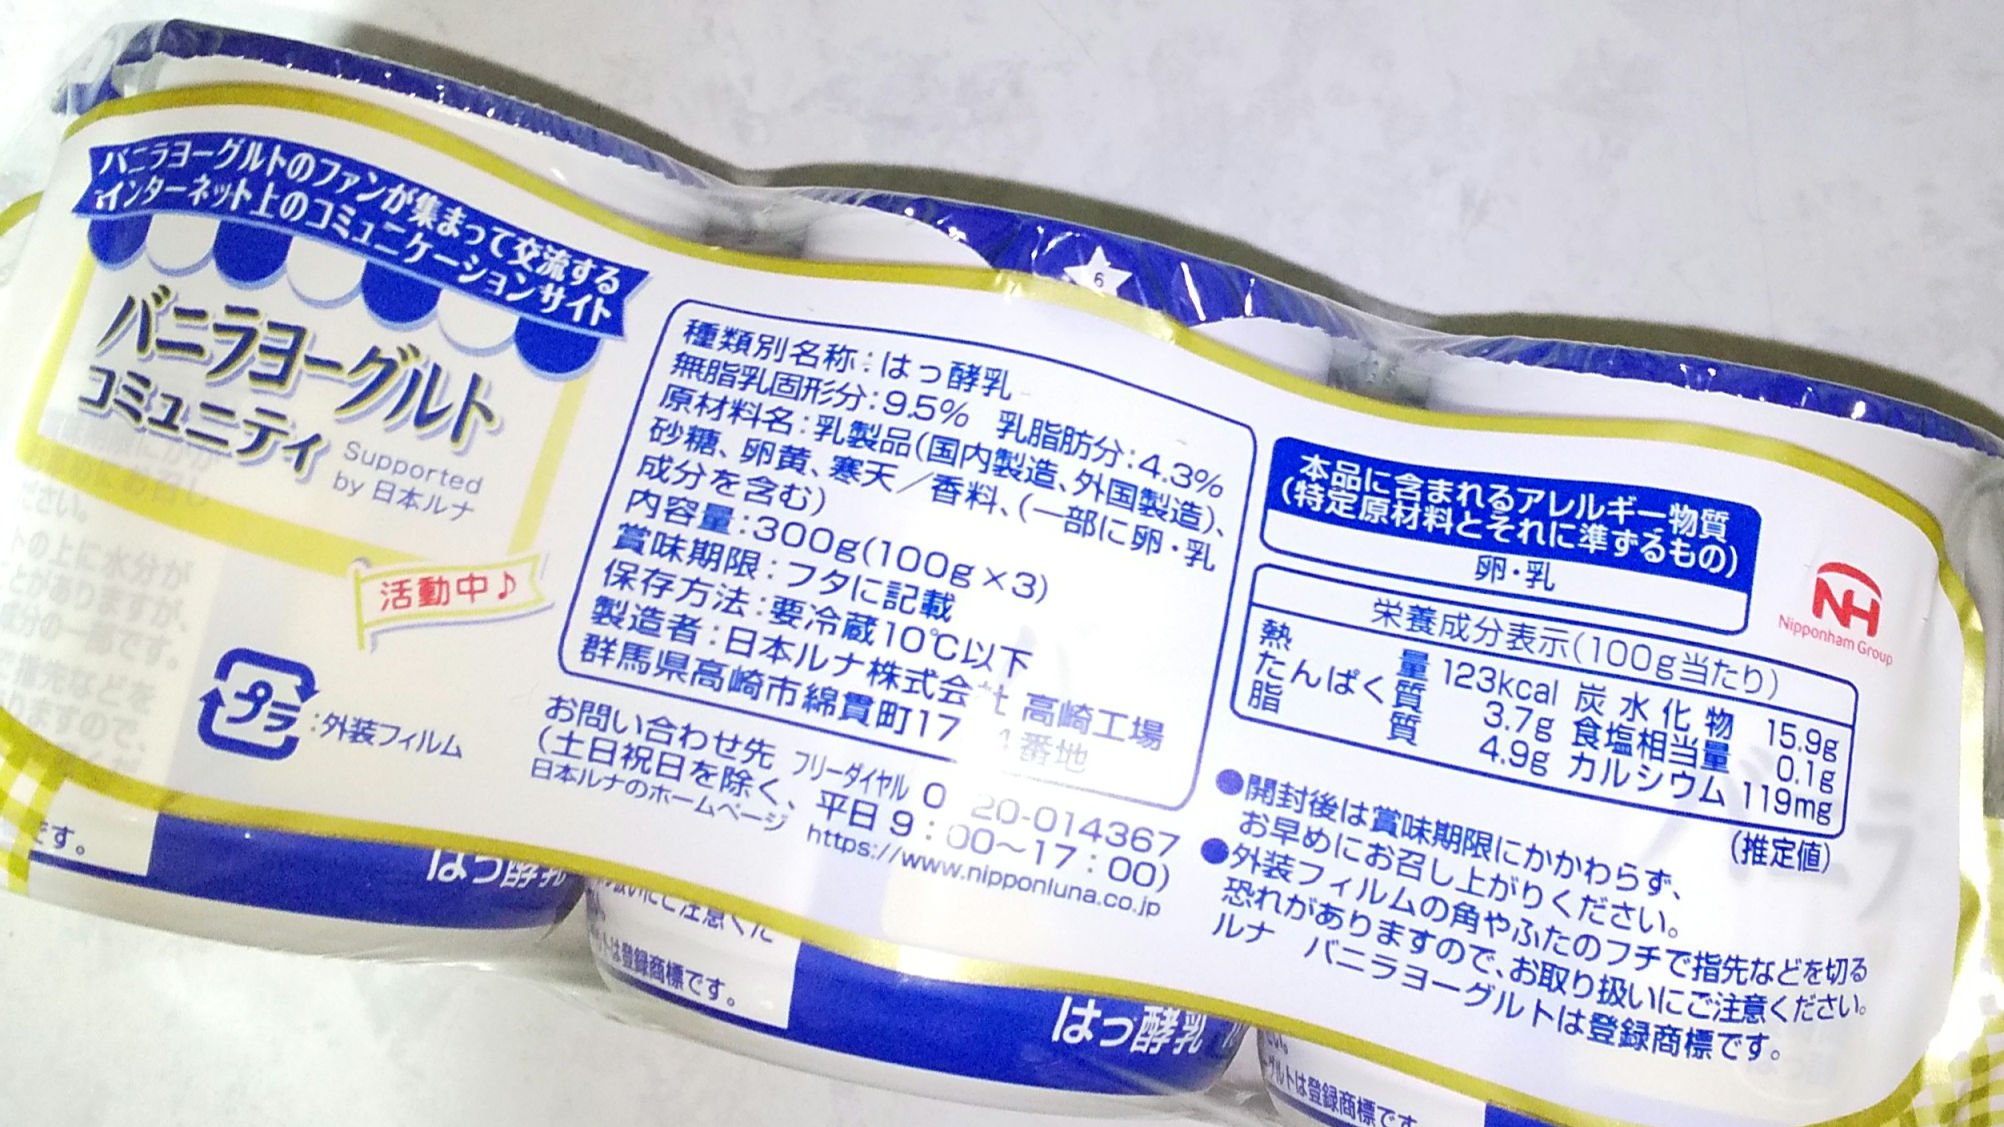 バニラヨーグルトのファンが集まって交流する
インターネット上のコミュニケーションサイト
バニラヨーグルト
コミュニティ
Supported
by 日本ルナ
活動中♪
プラ
:外装フィルム
6
種類別名称:はっ酵乳
無脂乳固形分:9.5% 乳脂肪分:4.3%
原材料名:乳製品(国内製造、外国製造)、
砂糖、卵黄、寒天/香料、(一部に卵・乳
成分を含む)
内容量:300g(100g×3)
賞味期限:フタに記載
保存方法:要冷蔵10℃以下
製造者:日本ルナ株式会社 高崎工場
群馬県高崎市綿貫町17 番地
お問い合わせ先 フリーダイヤル 0 20-014367
(土日祝日を除く、平日 9:00〜17:00)
日本ルナのホームページ https://www.nipponluna.co.jp
本品に含まれるアレルギー物質
(特定原材料とそれに準ずるもの)
卵・乳
NH
Nipponham Group
栄養成分表示(100g当たり)
熱量 123kcal 炭水化物 15.9g
たんぱく質 3.7g 食塩相当量 0.1g
脂質 4.9g カルシウム 119mg
(推定値)
●開封後は賞味期限にかかわらず、
お早めにお召し上がりください。
●外装フィルムの角やふたのフチで指先などを切る
恐れがありますので、お取り扱いにご注意ください。
ルナ バニラヨーグルトは登録商標です。
です。
はっ酵乳
は登録商標です。
はっ酵乳
ーグルトは登録商標です